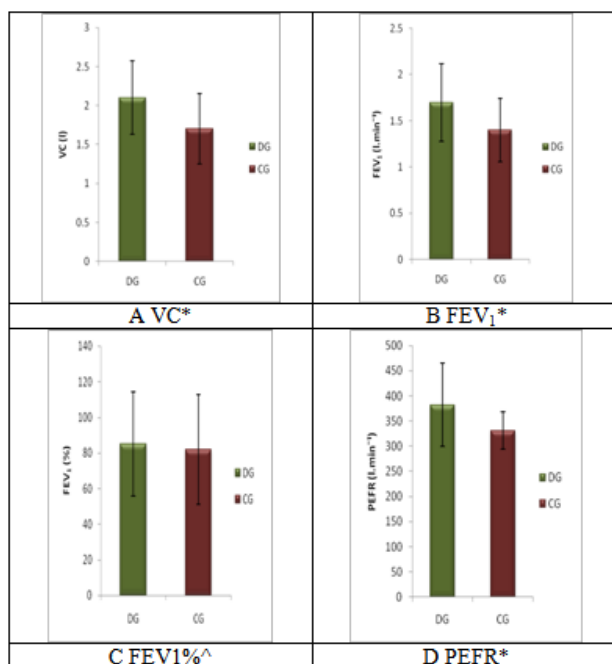 3
2.5
2
1.5
1
0.5
0
VC (l)
DG
CG
DG
CG
A VC*
2.5
2
1.5
1
0.5
0
FEV₁ (l.min⁻¹)
DG
CG
DG
CG
B FEV₁*
140
120
100
80
60
40
20
0
FEV₁ (%)
DG
CG
DG
CG
C FEV1%^
500
450
400
350
300
250
200
150
100
50
0
PEFR (l.min⁻¹)
DG
CG
DG
CG
D PEFR*